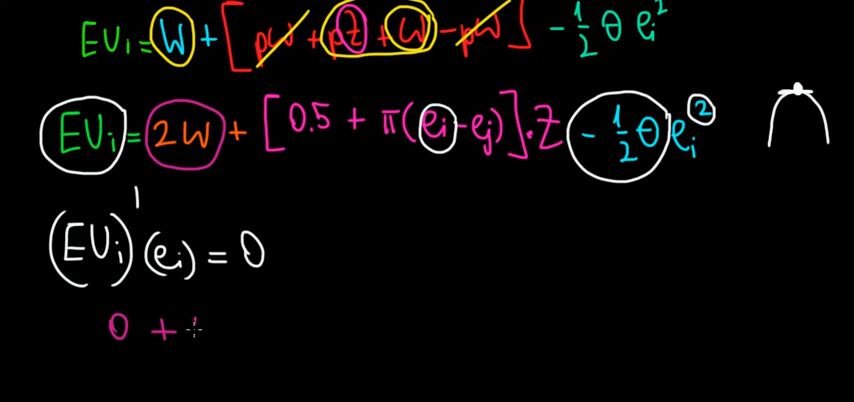 EUi = W + [pw + pZ + W - pW] - 1/2 θ ei²
EUi = 2W + [0.5 + π(ei - ej)] . Z - 1/2 θ ei²
(EUi)' (ei) = 0
0 +